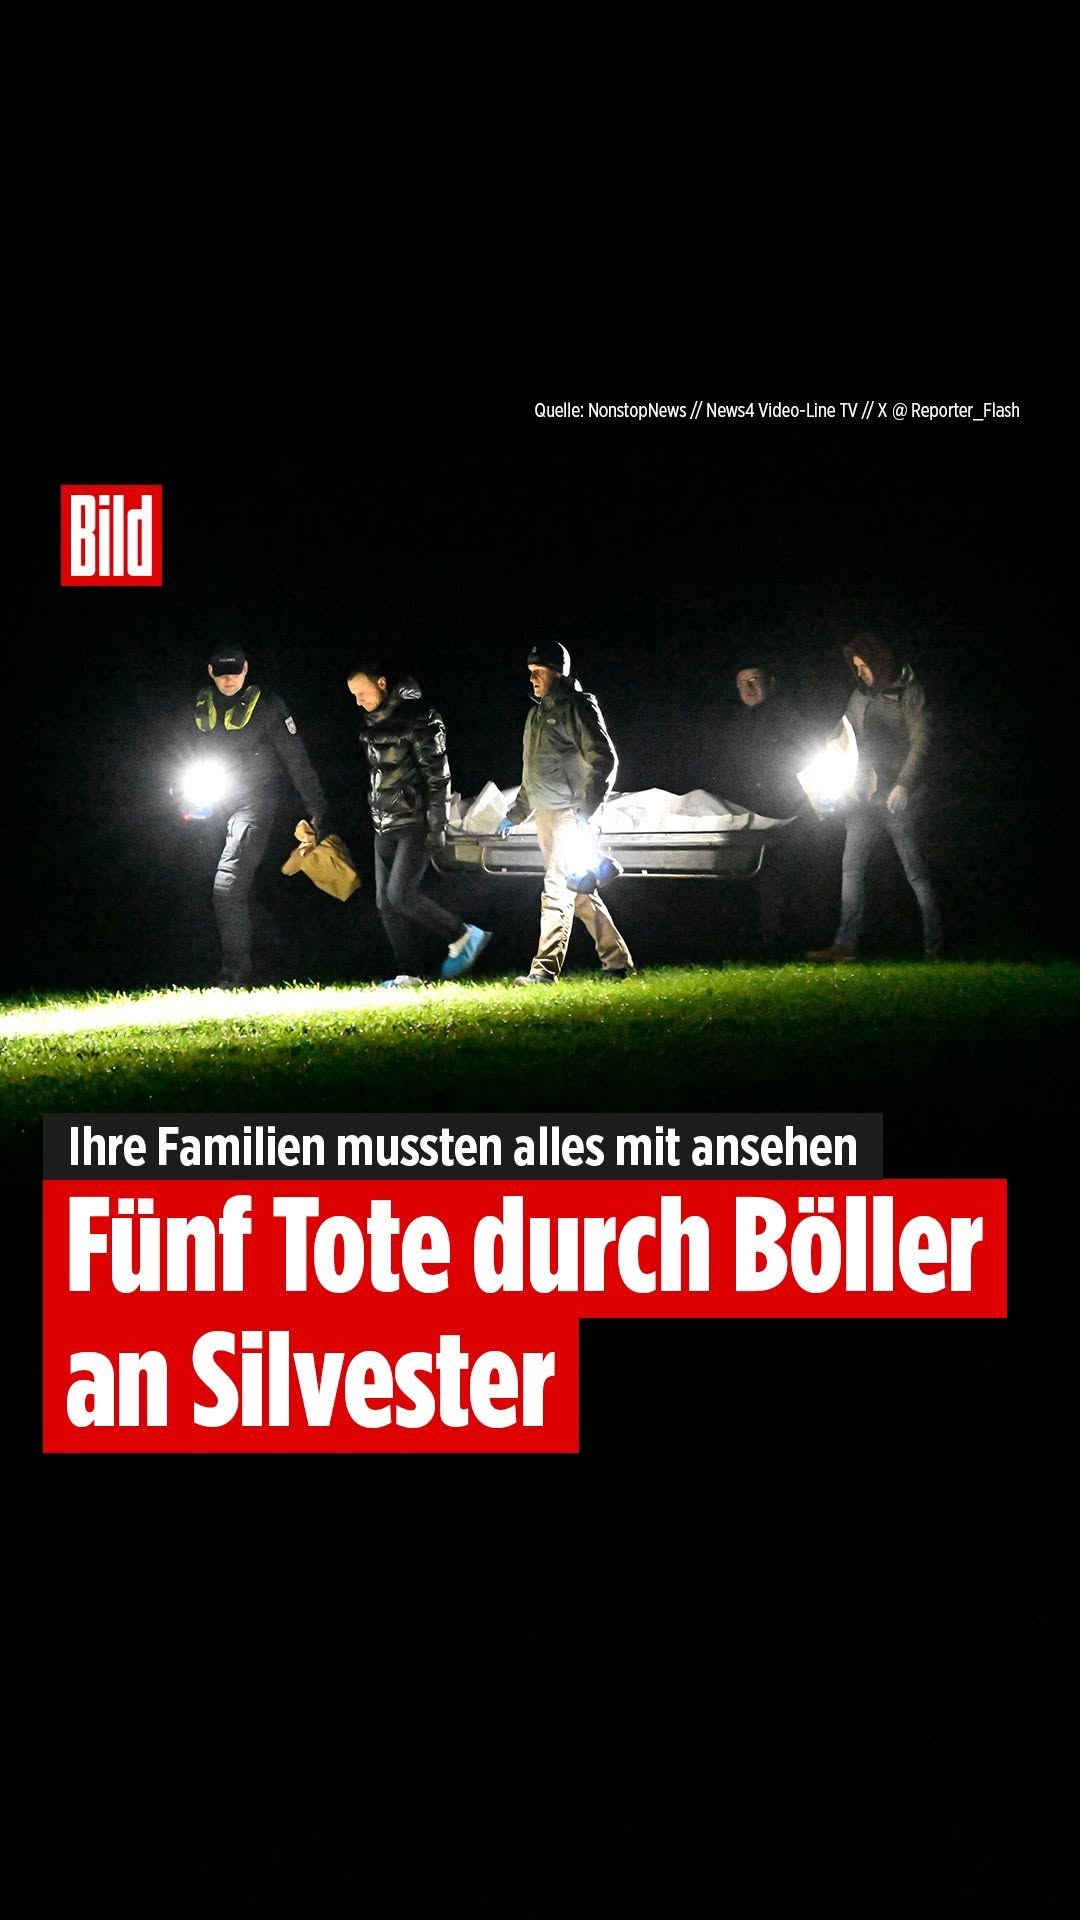 Quelle: NonstopNews // News4 Video-Line TV // X @ Reporter_Flash
Bild
Ihre Familien mussten alles mit ansehen
Fünf Tote durch Böller
an Silvester